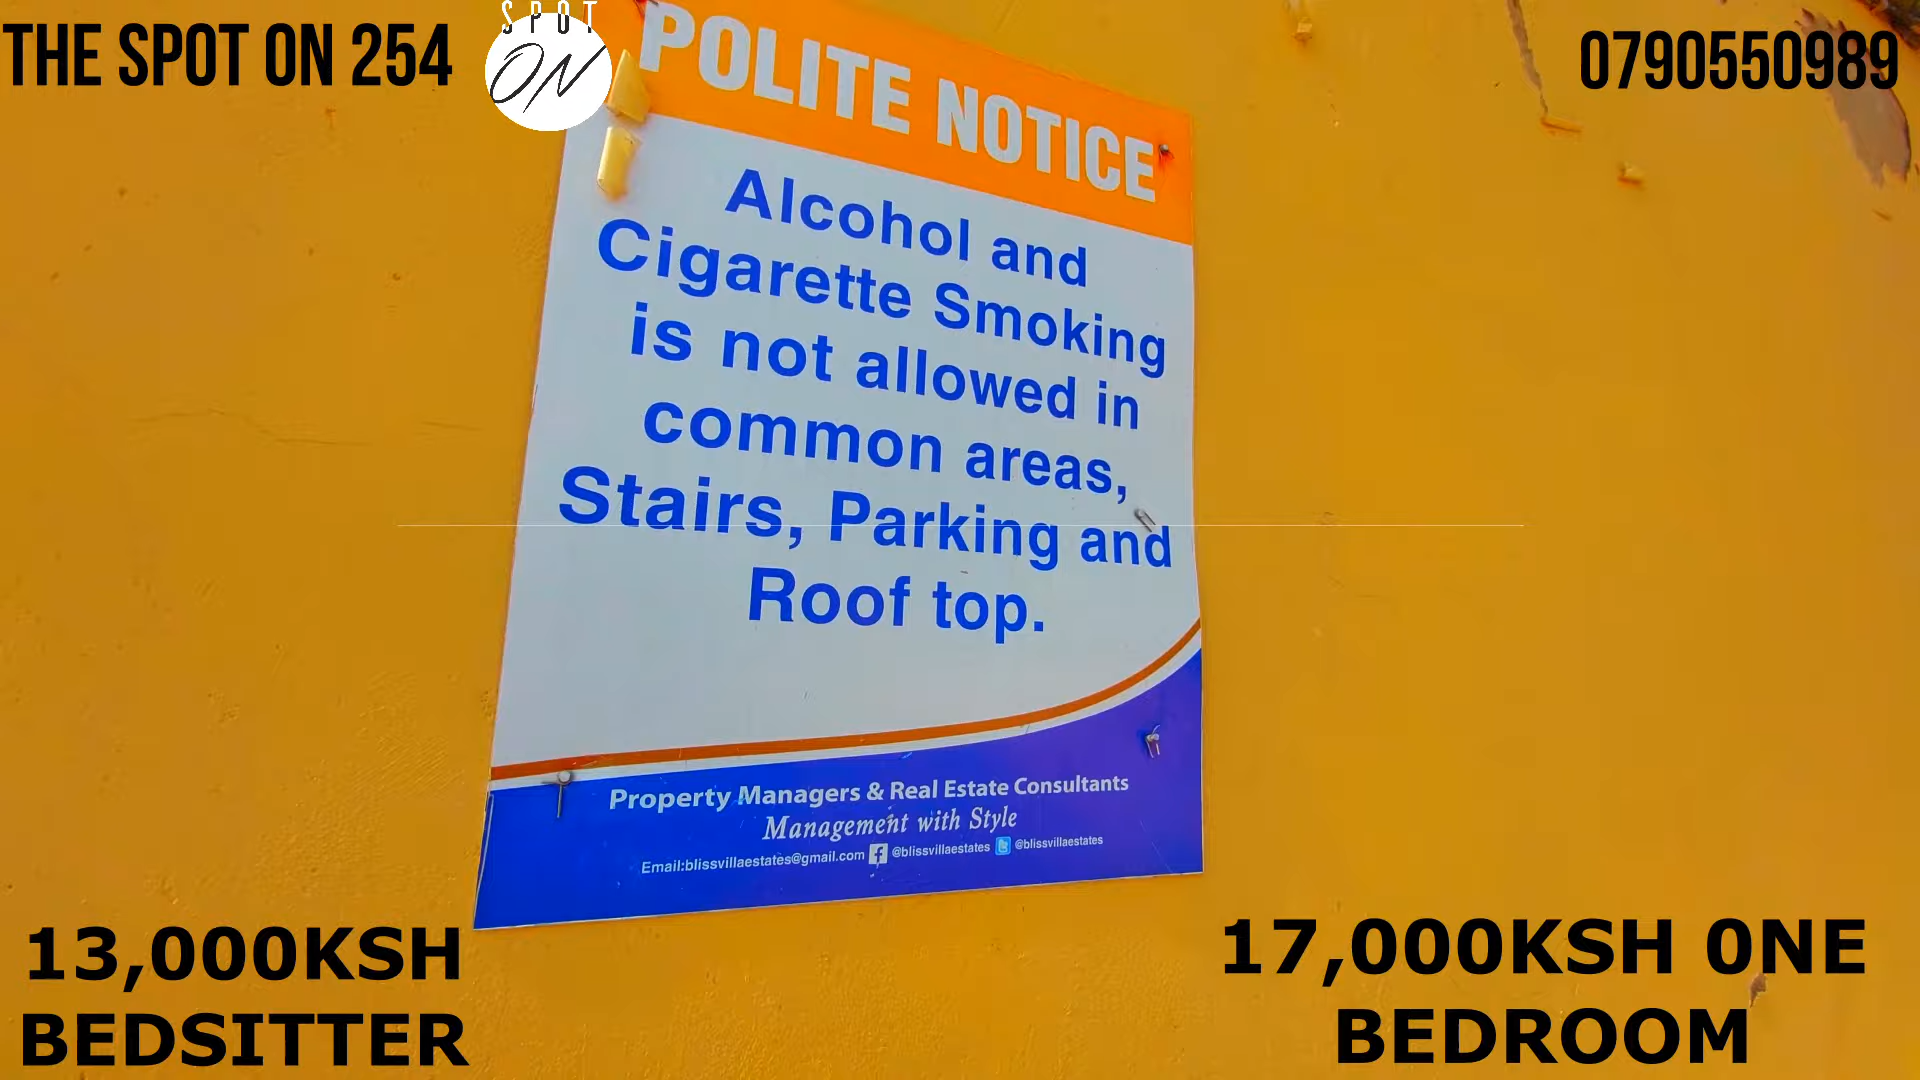 THE SPOT ON 254
SPOT
ON
0790550989
POLITE NOTICE
Alcohol and
Cigarette Smoking
is not allowed in
common areas,
Stairs, Parking and
Roof top.
Property Managers & Real Estate Consultants
Management with Style
Email:blissvillaestates@gmail.com @blissvillaestates @blissvillaestates
13,000KSH
BEDSITTER
17,000KSH 0NE
BEDROOM